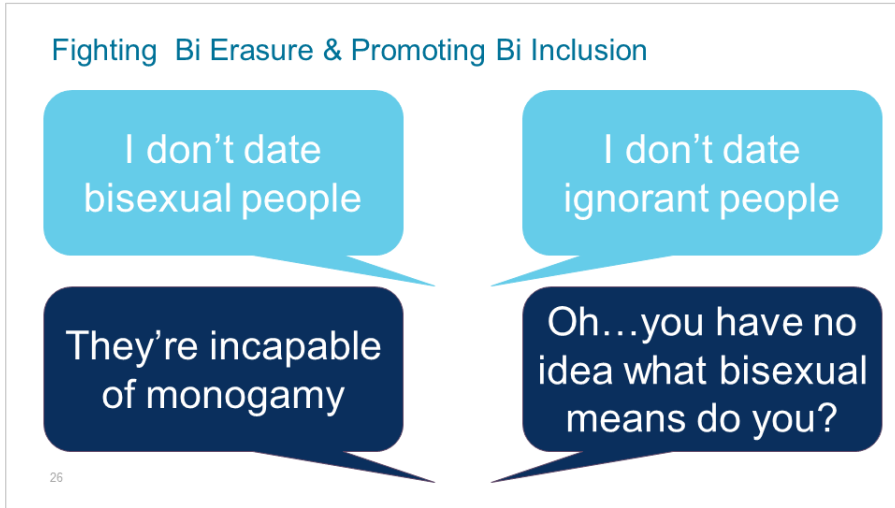 Fighting  Bi Erasure & Promoting Bi Inclusion
I don’t date
bisexual people
I don’t date
ignorant people
They’re incapable
of monogamy
Oh…you have no
idea what bisexual
means do you?
26